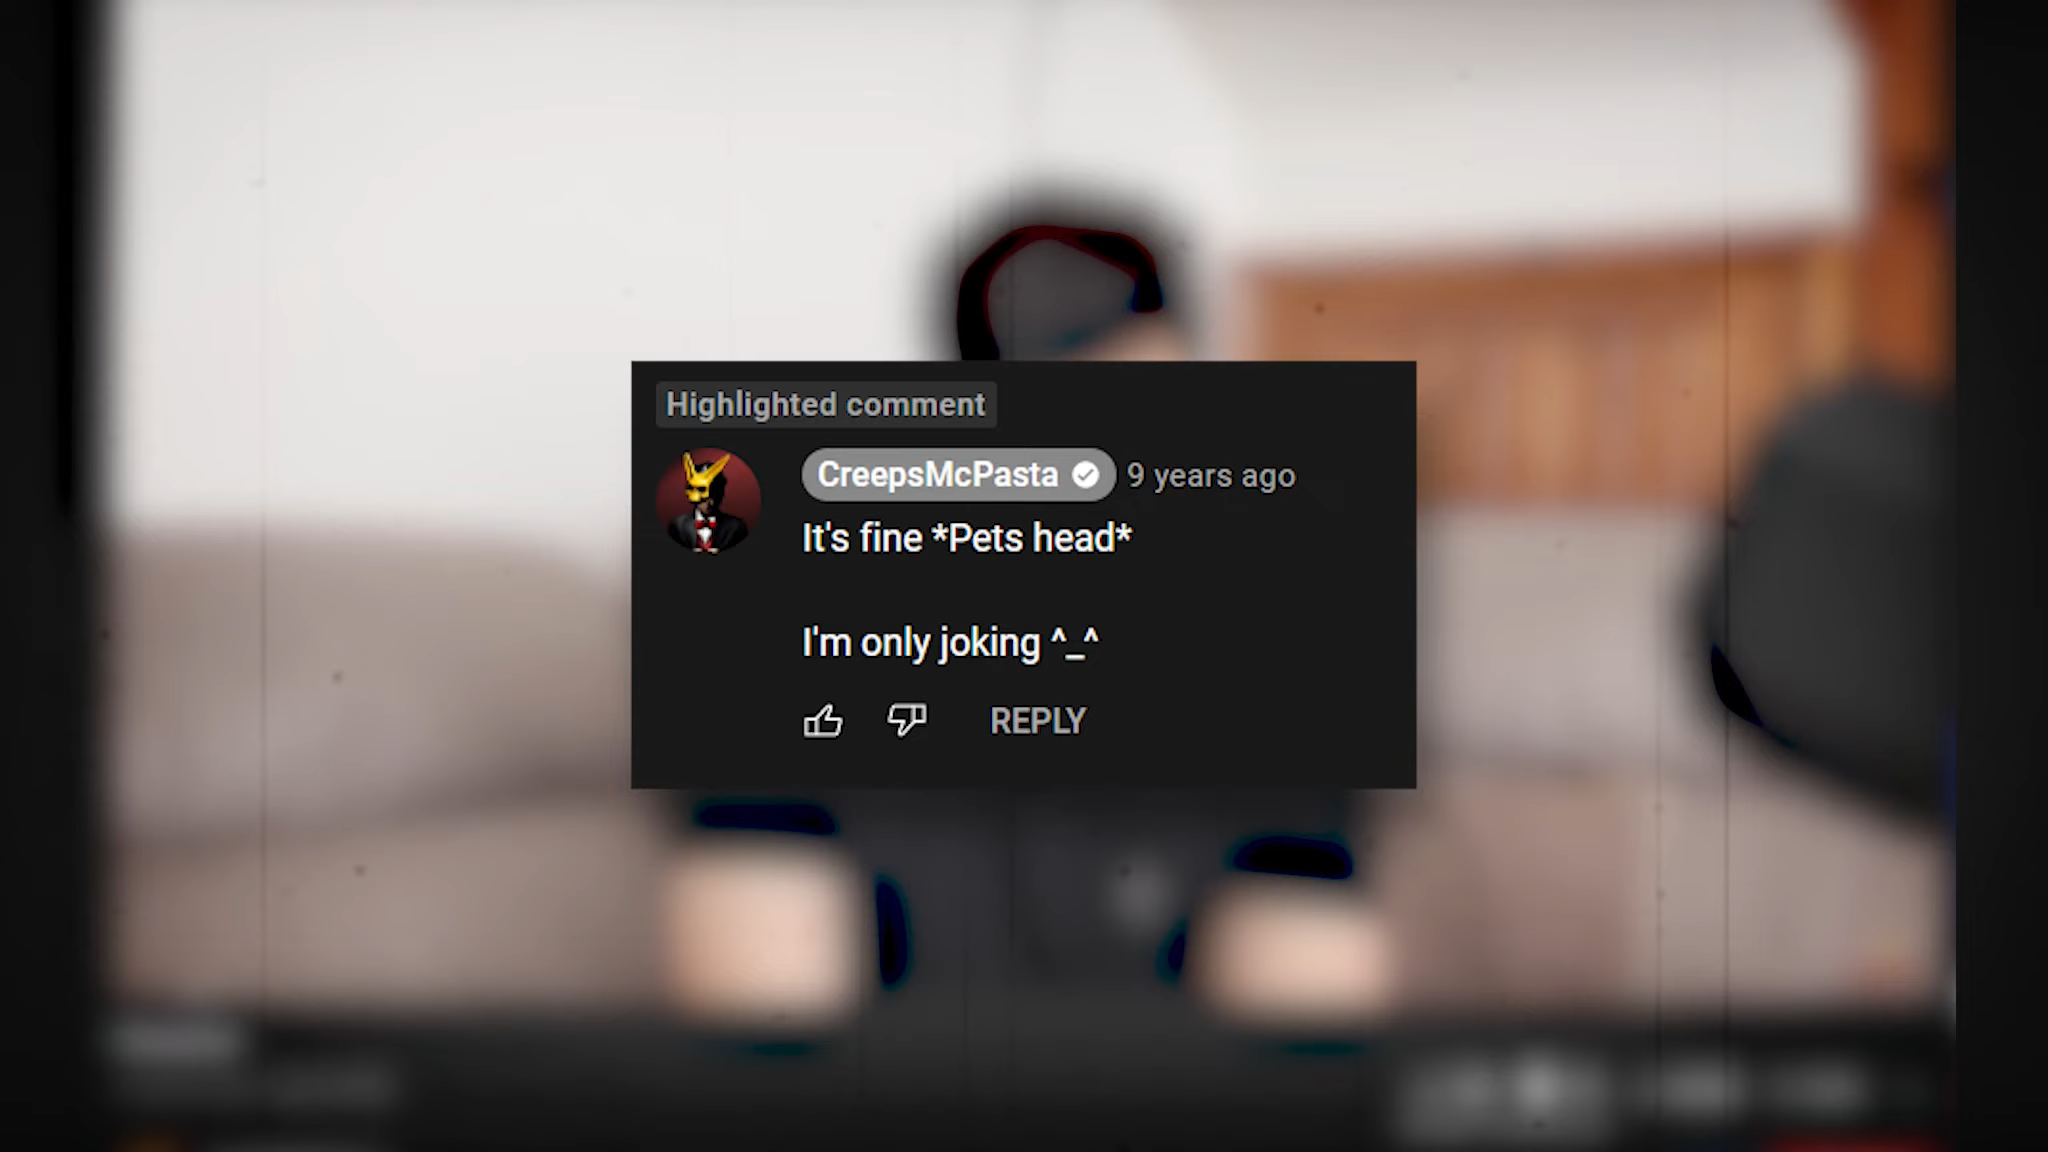 Highlighted comment
CreepsMcPasta 9 years ago
It's fine *Pets head*
I'm only joking ^_^
REPLY